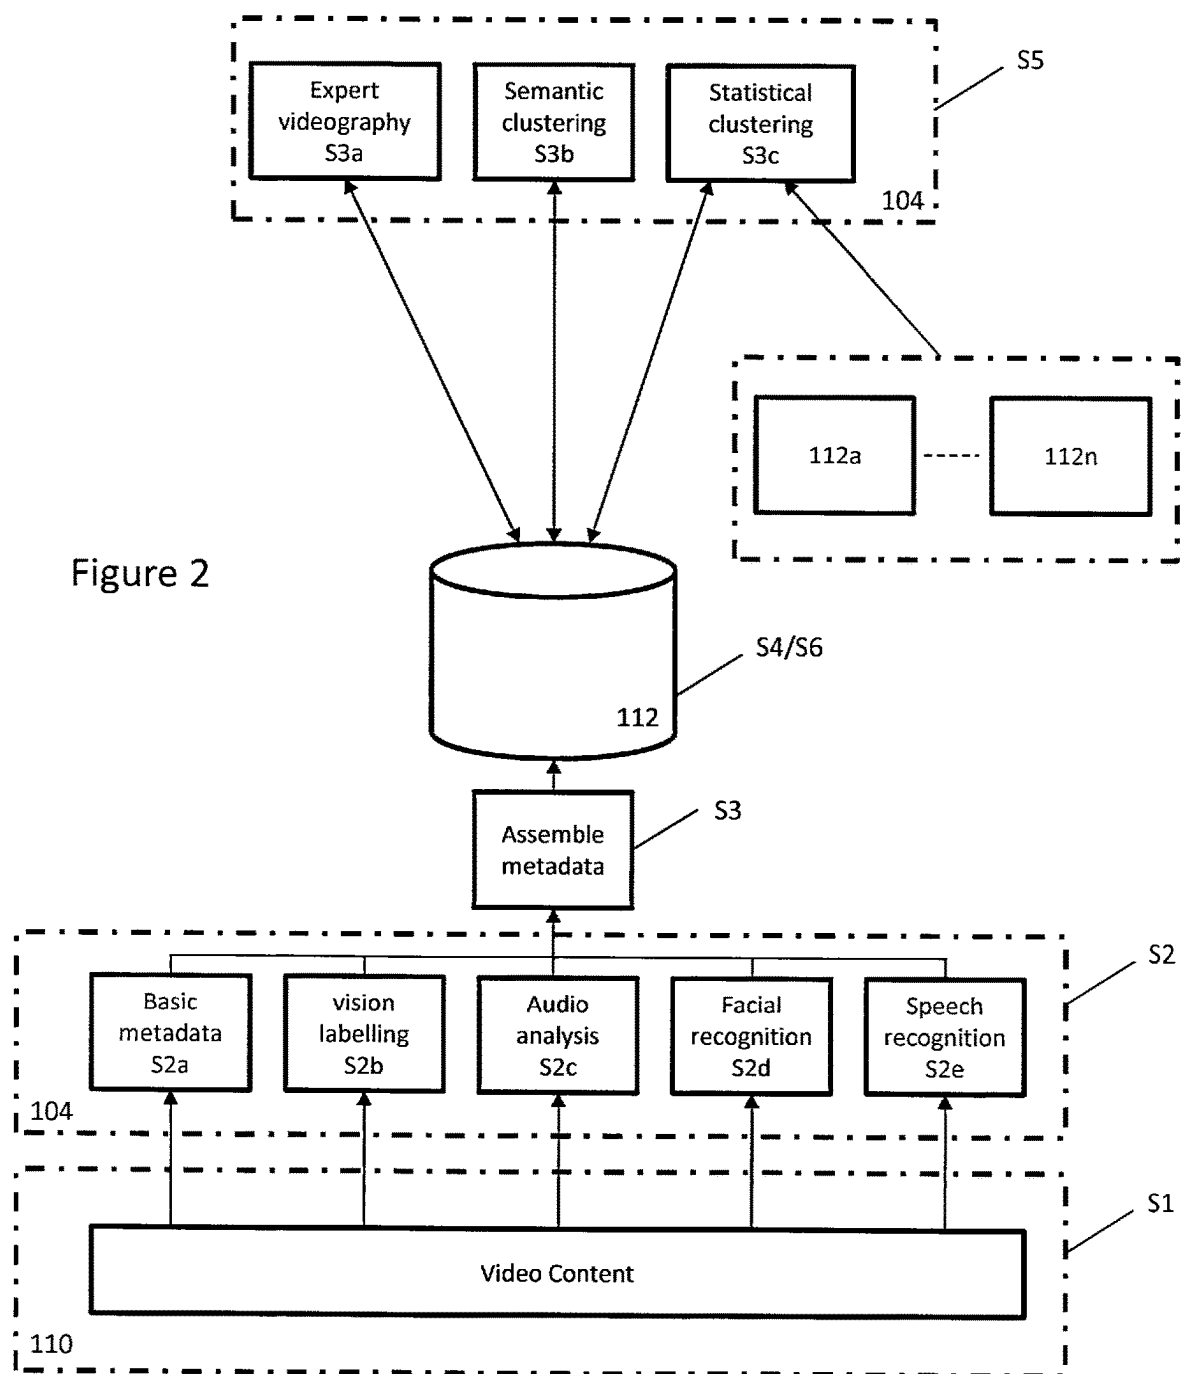 S5
Expert
videography
S3a
Semantic
clustering
S3b
Statistical
clustering
S3c
104
112a
112n
Figure 2
S4/S6
112
S3
Assemble
metadata
S2
Basic
metadata
S2a
vision
labelling
S2b
Audio
analysis
S2c
Facial
recognition
S2d
Speech
recognition
S2e
104
S1
Video Content
110